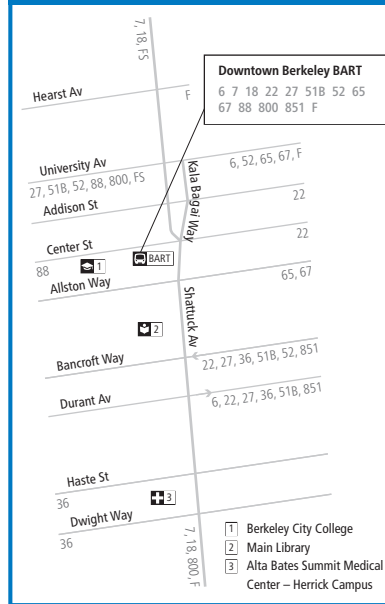 7, 18, FS
Downtown Berkeley BART
6 7 18 22 27 51B 52 65
67 88 800 851 F
Hearst Av
F
University Av
6, 52, 65, 67, F
27, 51B, 52, 88, 800, FS
Kala Bagai Way
Addison St
22
Center St
22
88
1
BART
Allston Way
65, 67
Shattuck Av
2
Bancroft Way
22, 27, 36, 51B, 52, 851
Durant Av
6, 22, 27, 36, 51B, 851
Haste St
36
3
Dwight Way
36
7, 18, 800, F
1 Berkeley City College
2 Main Library
3 Alta Bates Summit Medical
Center – Herrick Campus